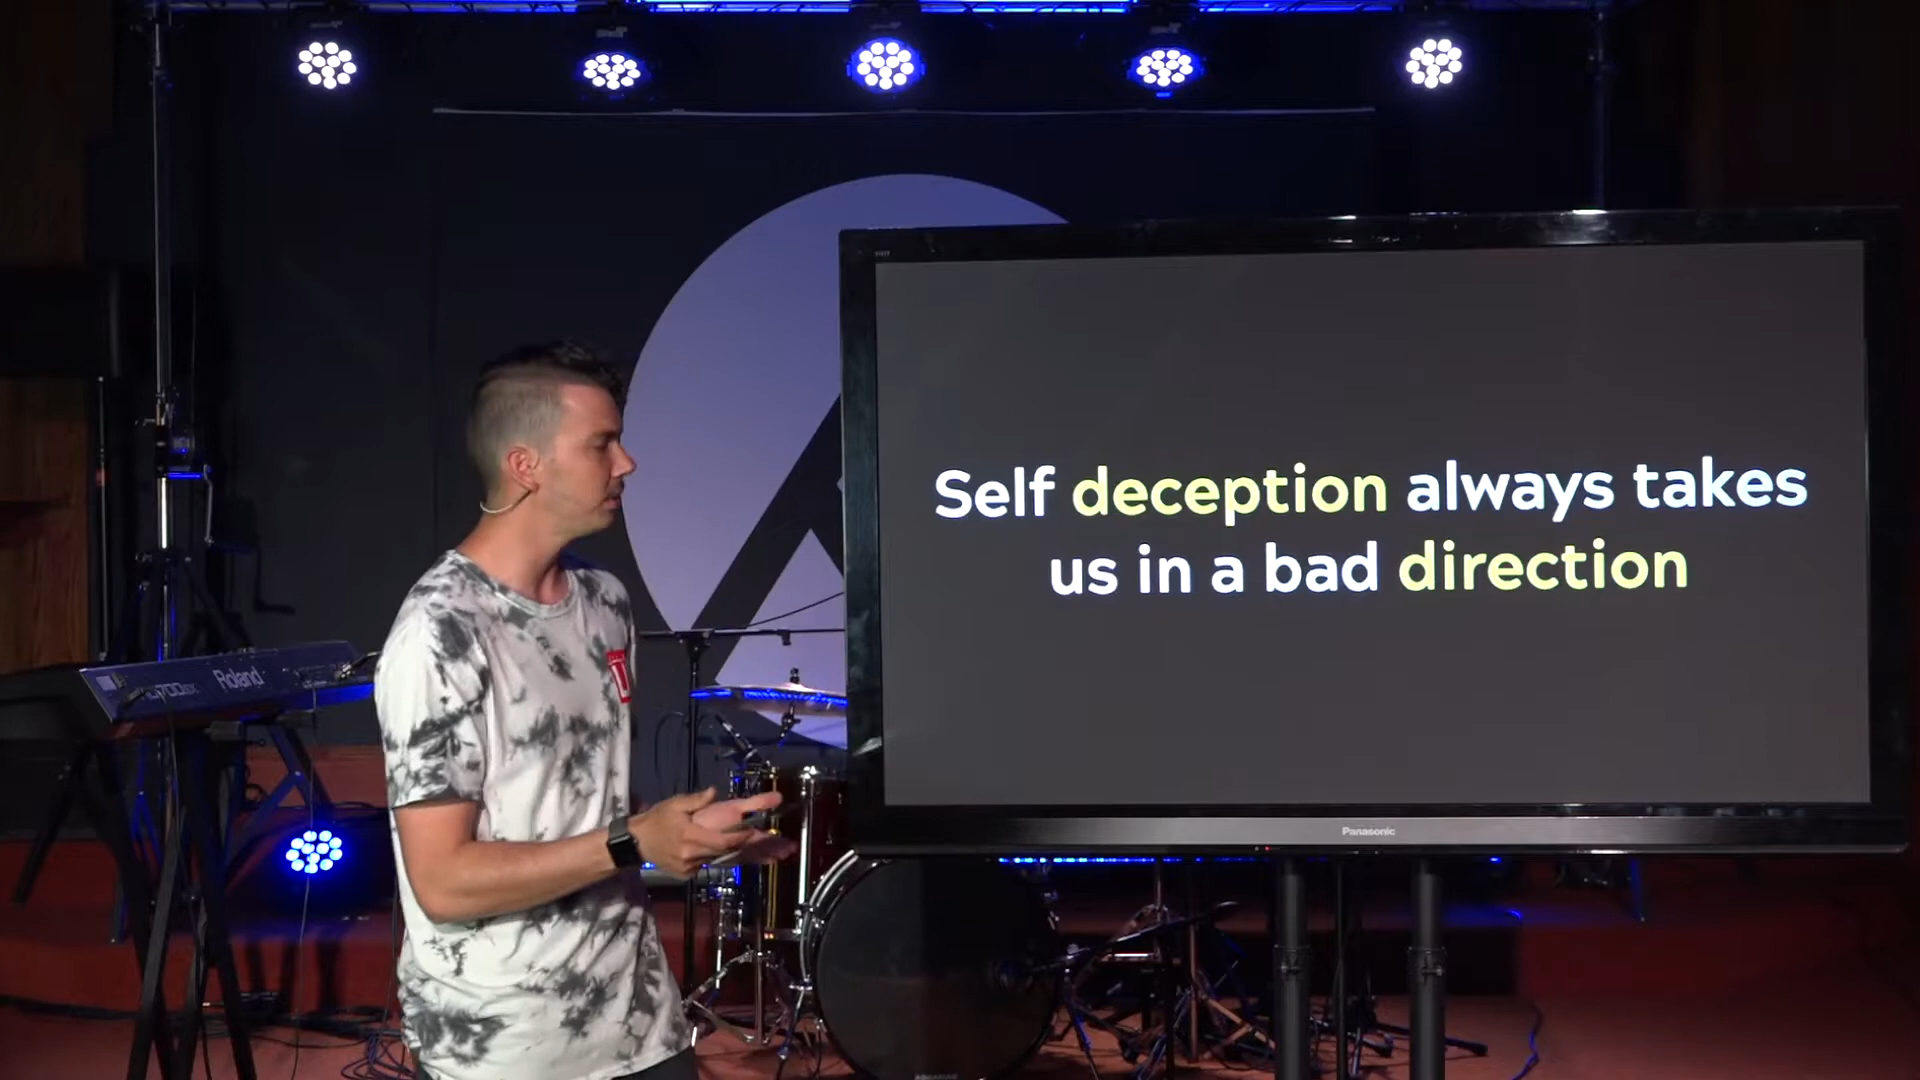 Self deception always takes
us in a bad direction
Roland
Panasonic